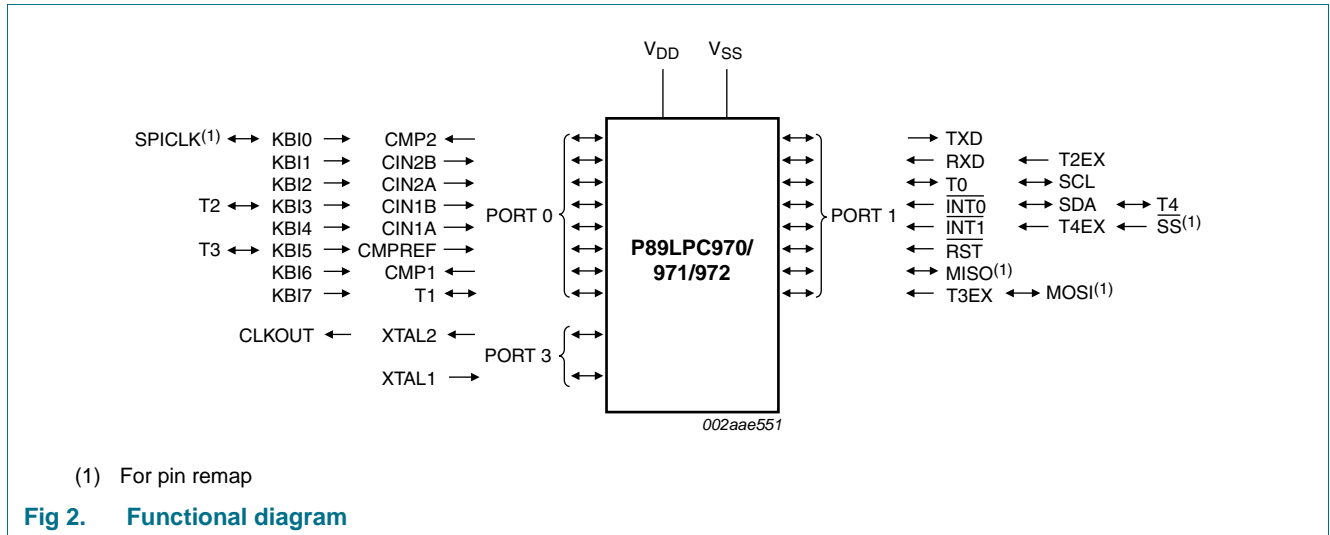 VDD VSS
SPICLK(1) ↔ KBI0 → CMP2 ← → TXD
KBI1 → CIN2B → ← RXD ← T2EX
KBI2 → CIN2A → ↔ T0 ↔ SCL
T2 ↔ KBI3 → CIN1B → PORT 0 PORT 1 ← INT0 ↔ SDA ↔ T4
KBI4 → CIN1A → ← INT1 ← T4EX ← SS(1)
T3 ↔ KBI5 → CMPREF → P89LPC970/ ← RST
KBI6 → CMP1 ← 971/972 ↔ MISO(1)
KBI7 → T1 ↔ ← T3EX ↔ MOSI(1)
CLKOUT ← XTAL2 ←
PORT 3
XTAL1 →
002aae551
(1) For pin remap
Fig 2. Functional diagram